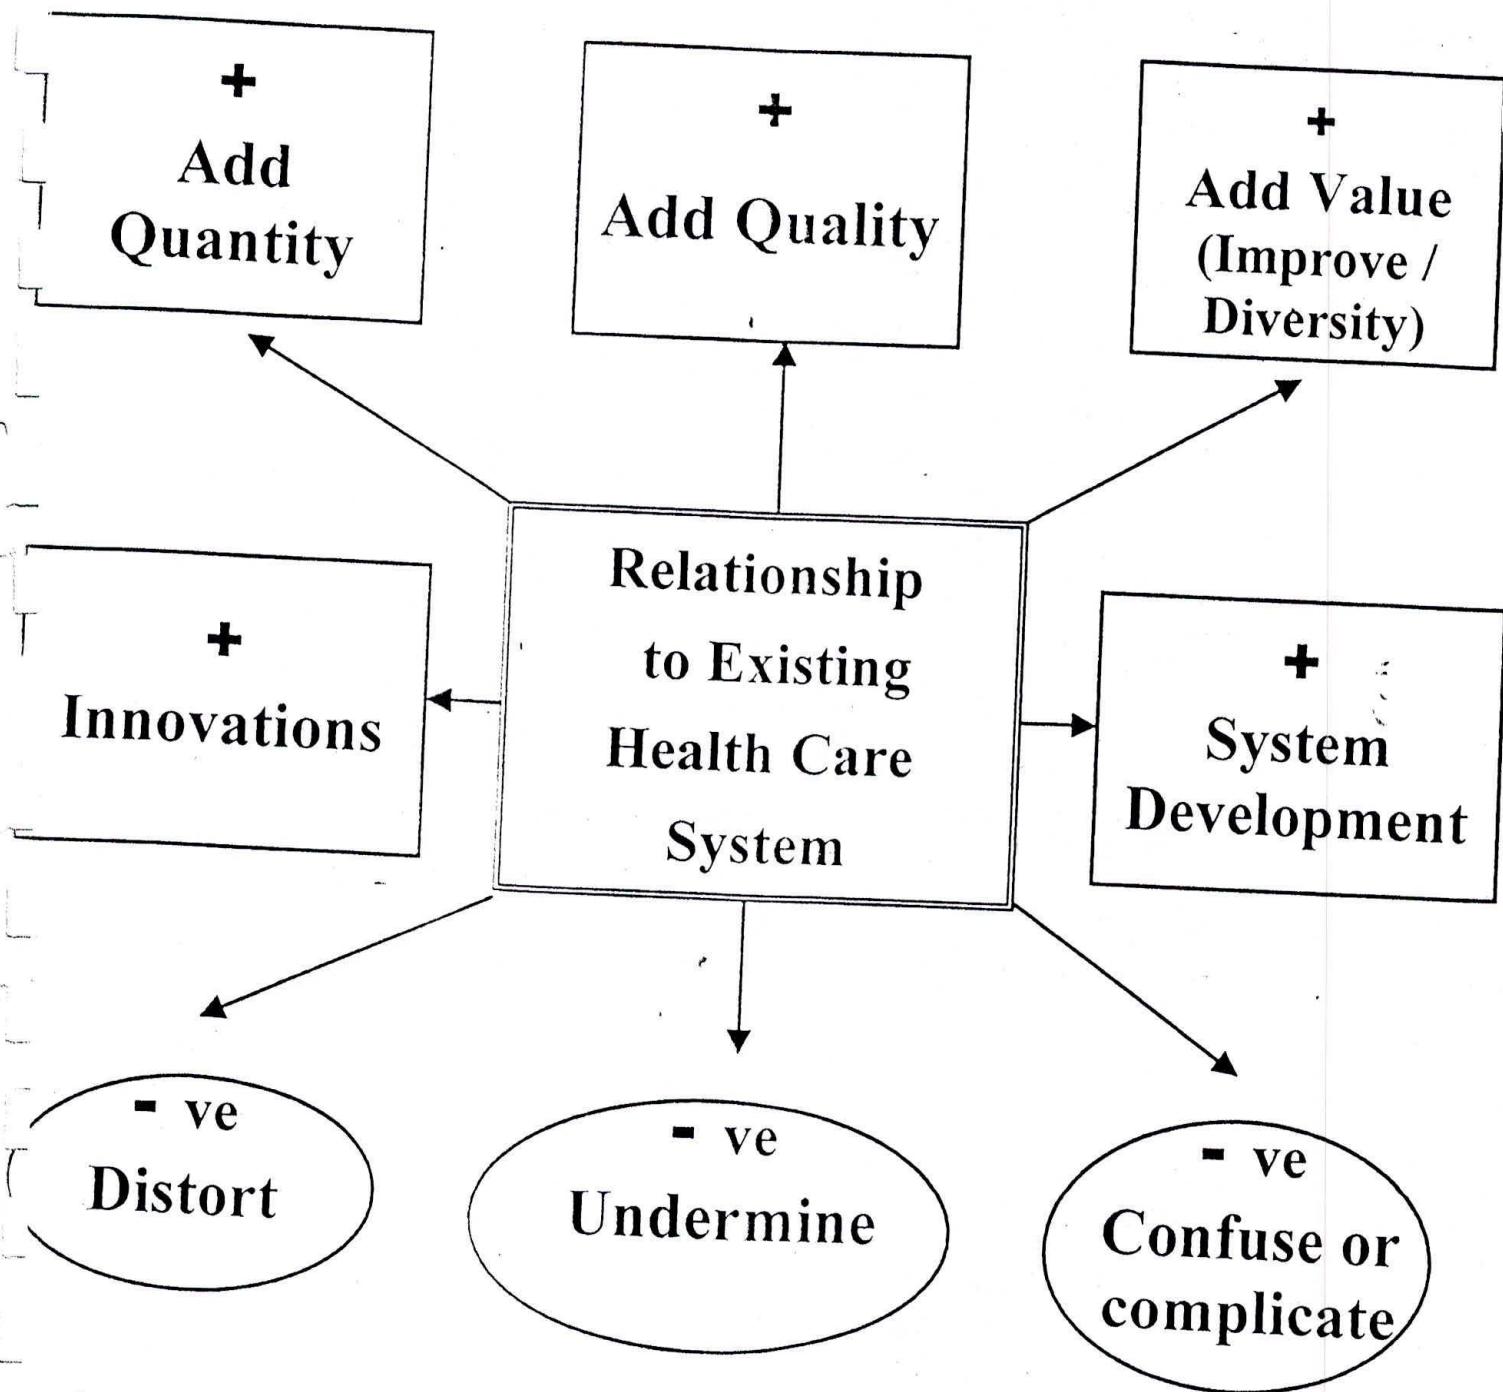 +
Add
Quantity
+
Add Quality
+
Add Value
(Improve /
Diversity)
Relationship
to Existing
Health Care
System
+
Innovations
+
System
Development
- ve
Distort
- ve
Undermine
- ve
Confuse or
complicate